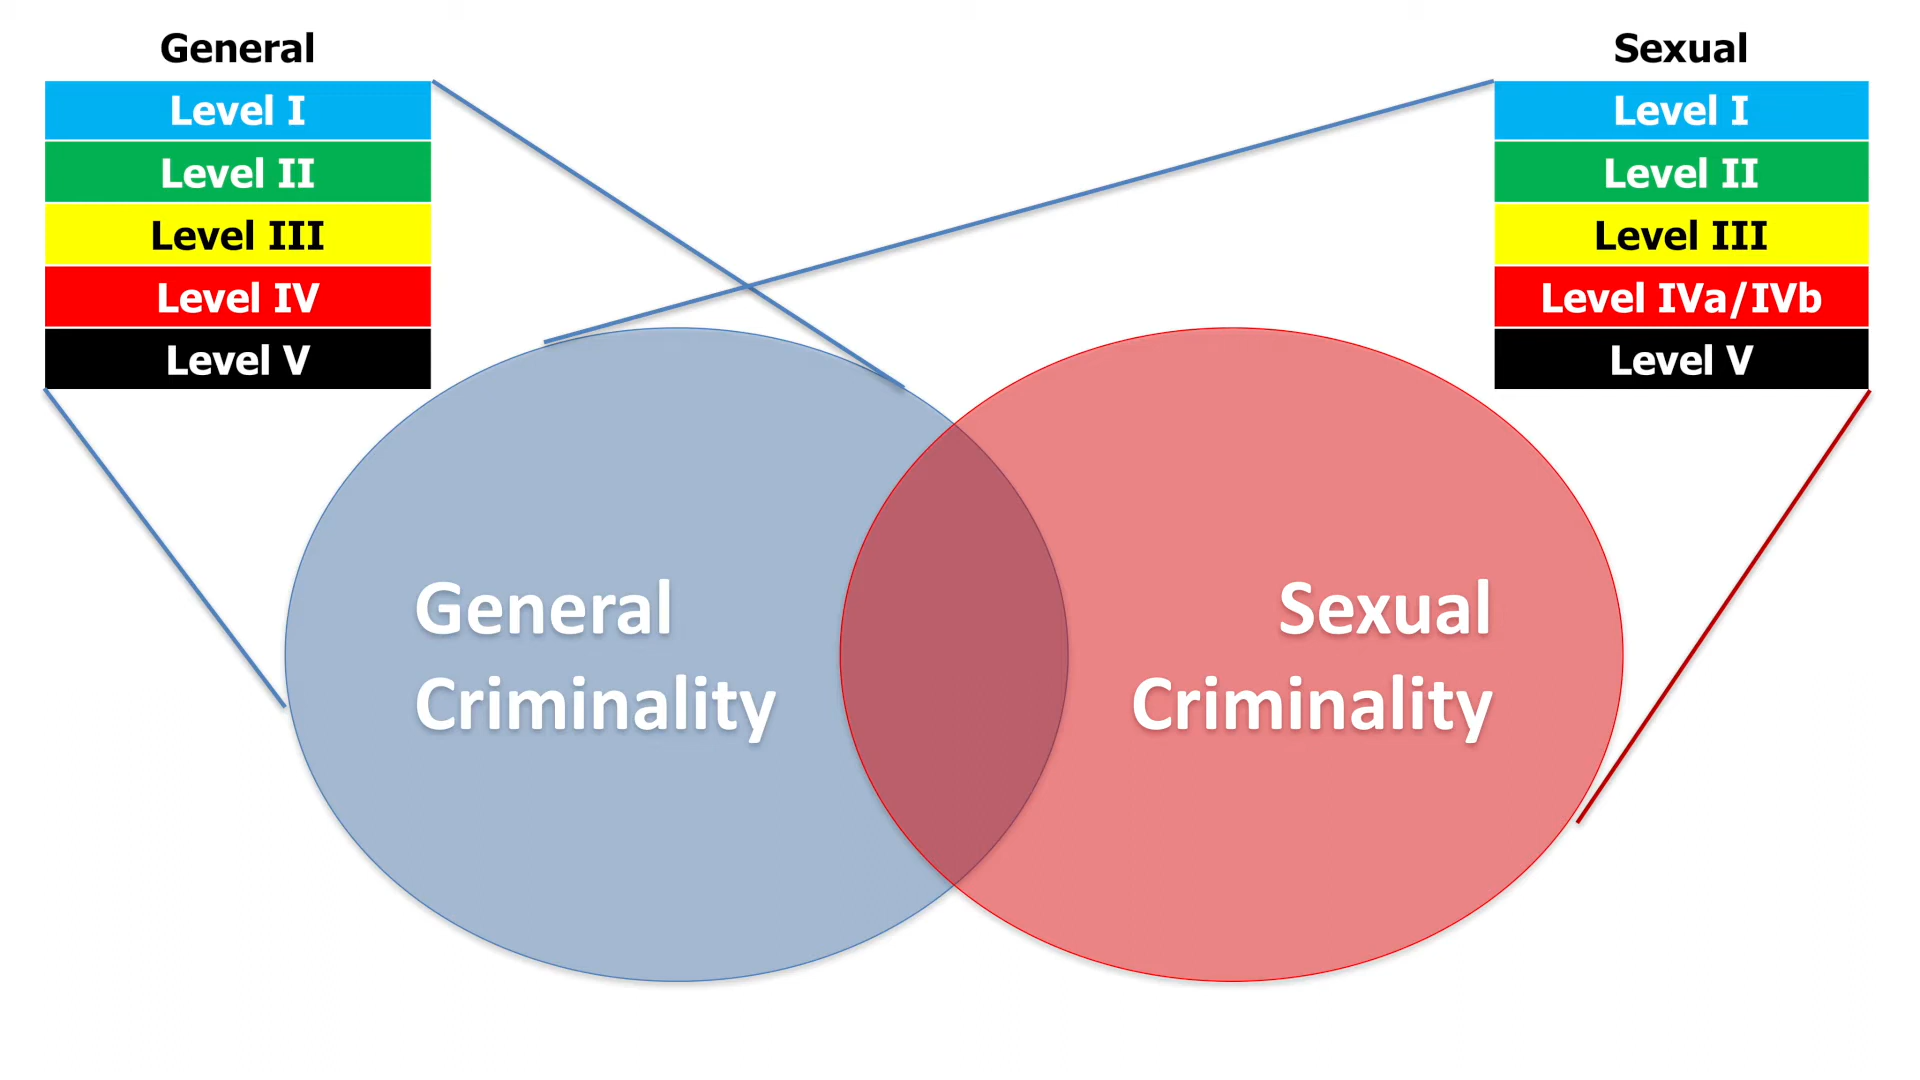 General
Level I
Level II
Level III
Level IV
Level V
Sexual
Level I
Level II
Level III
Level IVa/IVb
Level V
General
Criminality
Sexual
Criminality